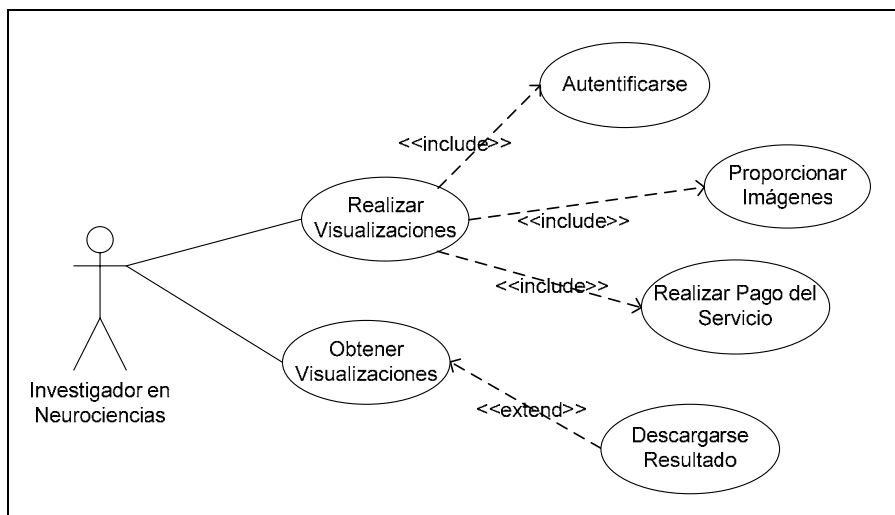 Autentificarse
<<include>>
Proporcionar
Imágenes
Realizar
Visualizaciones
<<include>>
<<include>>
Realizar Pago del
Servicio
Obtener
Visualizaciones
Investigador en
Neurociencias
<<extend>>
Descargarse
Resultado